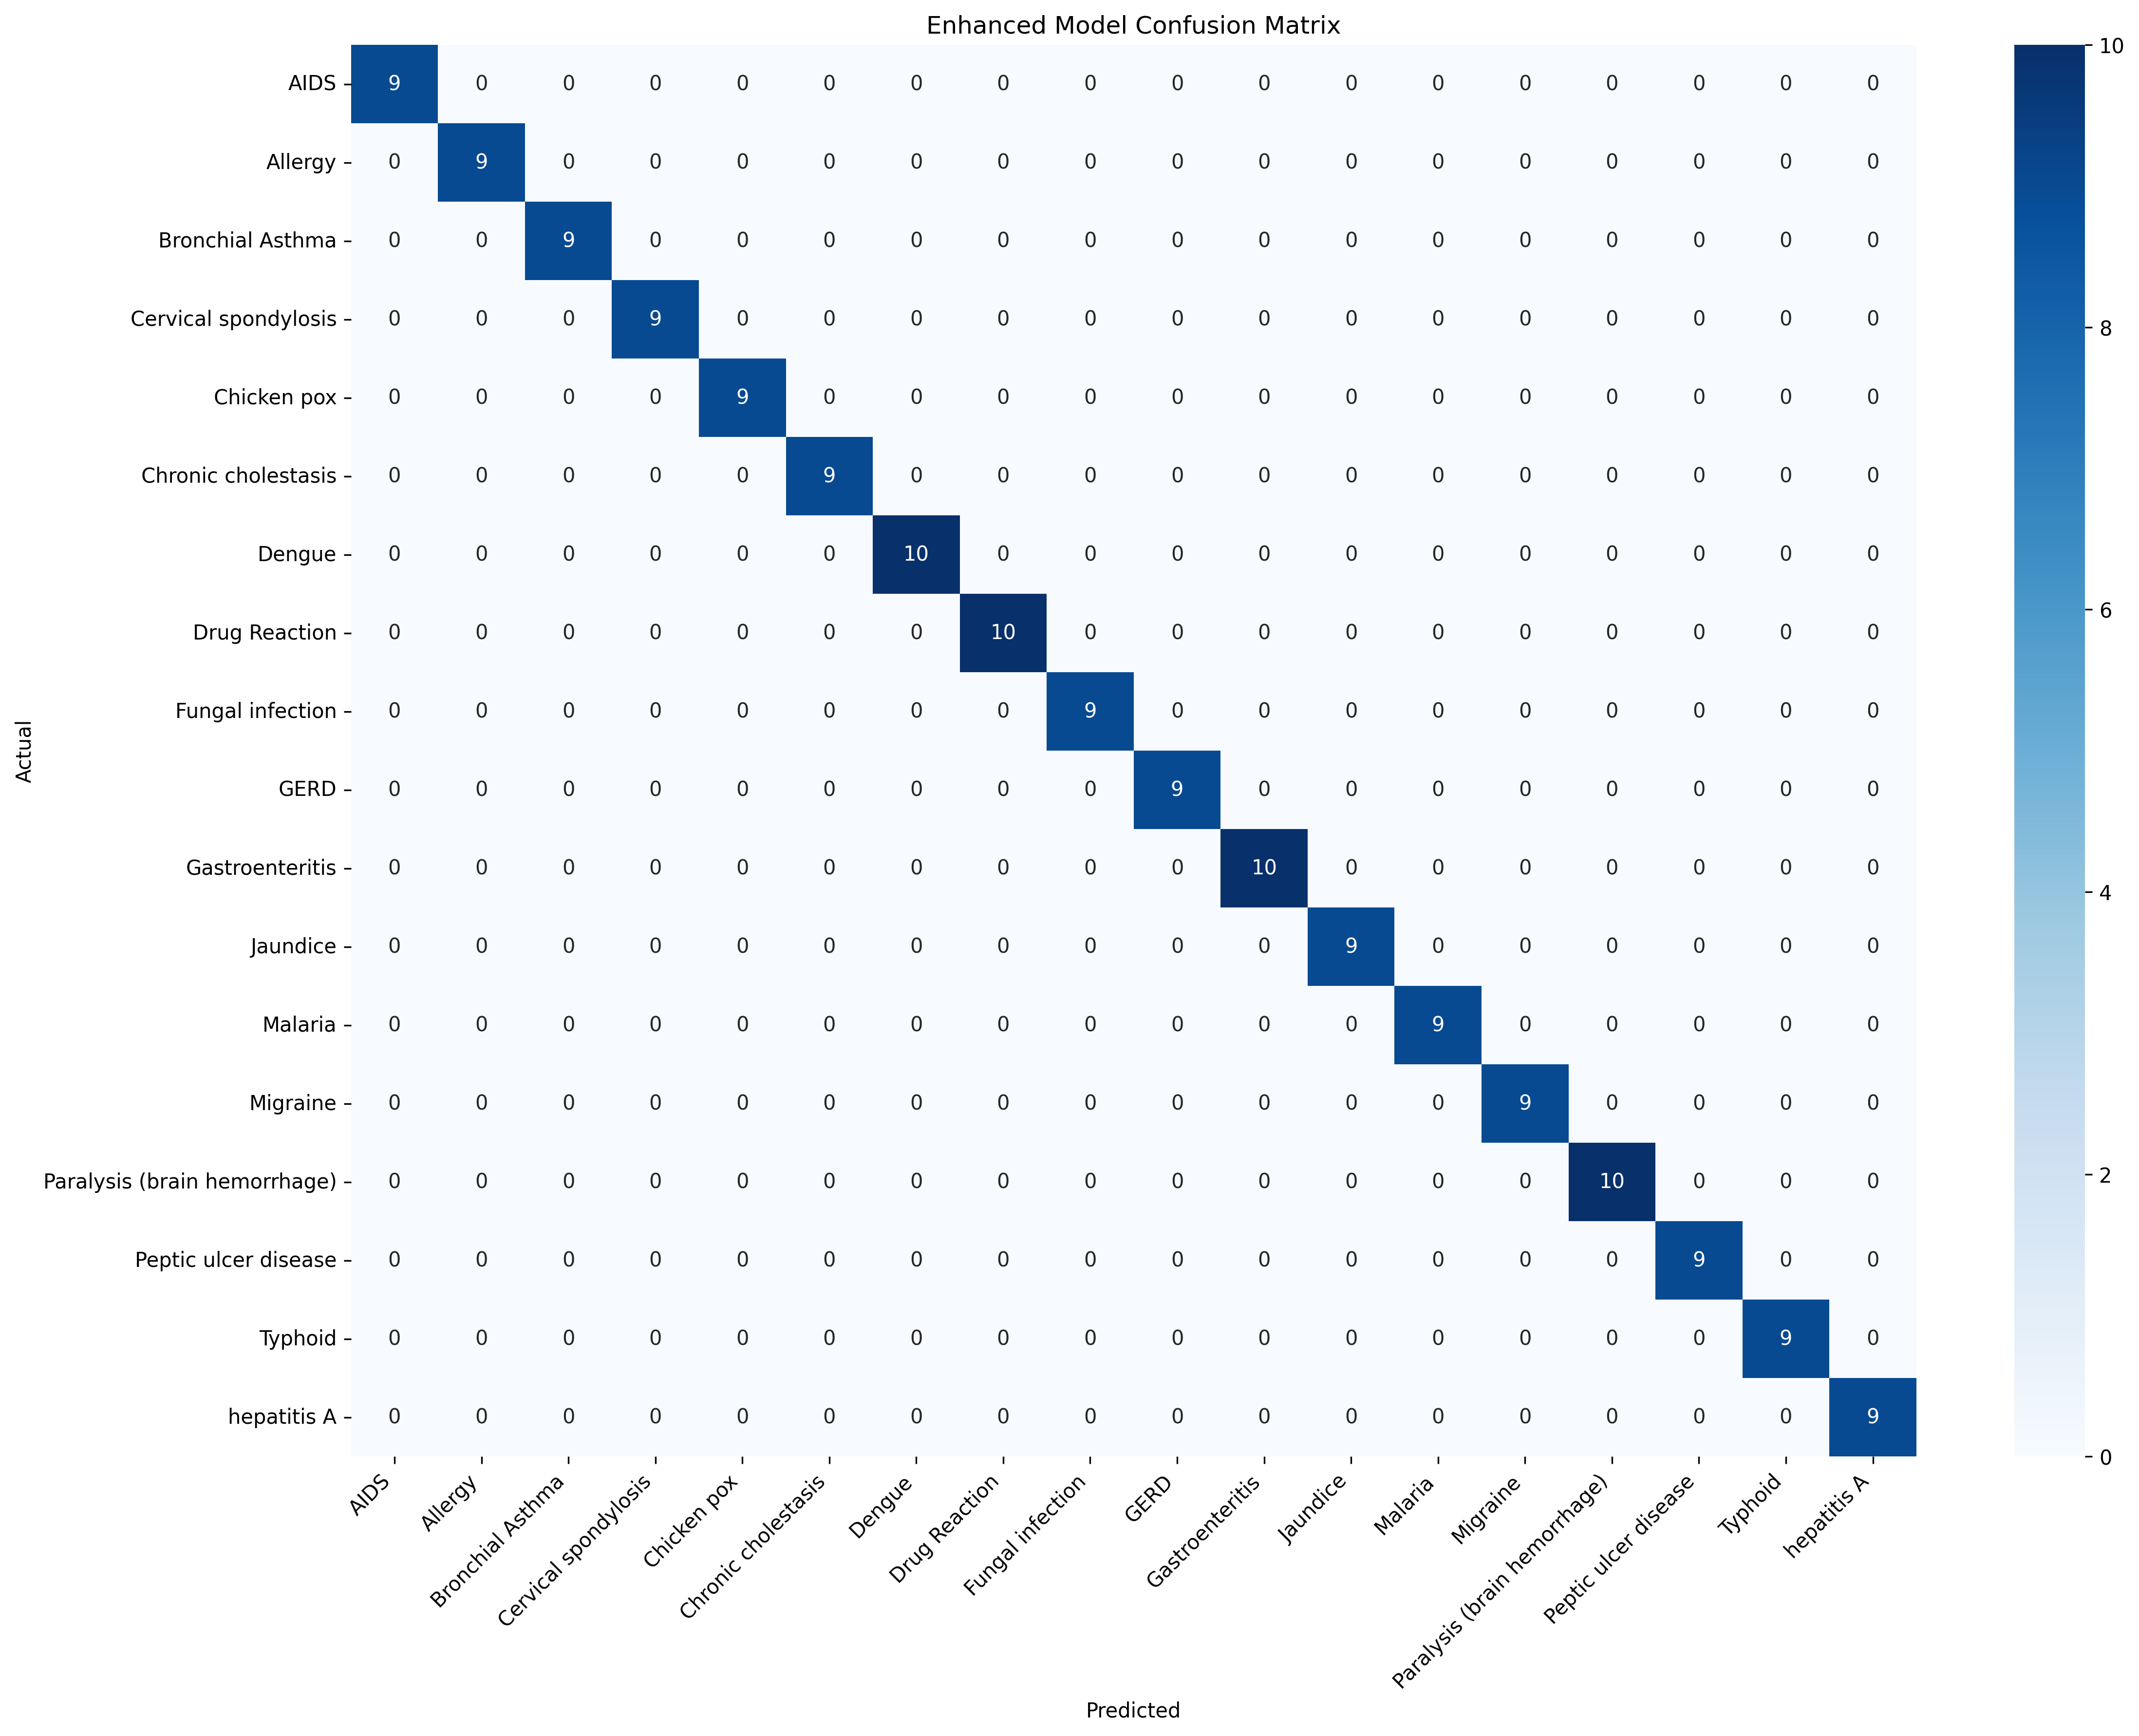 Enhanced Model Confusion Matrix
AIDS 9 0 0 0 0 0 0 0 0 0 0 0 0 0 0 0 0 0
Allergy 0 9 0 0 0 0 0 0 0 0 0 0 0 0 0 0 0 0
Bronchial Asthma 0 0 9 0 0 0 0 0 0 0 0 0 0 0 0 0 0 0
Cervical spondylosis 0 0 0 9 0 0 0 0 0 0 0 0 0 0 0 0 0 0
Chicken pox 0 0 0 0 9 0 0 0 0 0 0 0 0 0 0 0 0 0
Chronic cholestasis 0 0 0 0 0 9 0 0 0 0 0 0 0 0 0 0 0 0
Dengue 0 0 0 0 0 0 10 0 0 0 0 0 0 0 0 0 0 0
Drug Reaction 0 0 0 0 0 0 0 10 0 0 0 0 0 0 0 0 0 0
Fungal infection 0 0 0 0 0 0 0 0 9 0 0 0 0 0 0 0 0 0
GERD 0 0 0 0 0 0 0 0 0 9 0 0 0 0 0 0 0 0
Gastroenteritis 0 0 0 0 0 0 0 0 0 0 10 0 0 0 0 0 0 0
Jaundice 0 0 0 0 0 0 0 0 0 0 0 9 0 0 0 0 0 0
Malaria 0 0 0 0 0 0 0 0 0 0 0 0 9 0 0 0 0 0
Migraine 0 0 0 0 0 0 0 0 0 0 0 0 0 9 0 0 0 0
Paralysis (brain hemorrhage) 0 0 0 0 0 0 0 0 0 0 0 0 0 0 10 0 0 0
Peptic ulcer disease 0 0 0 0 0 0 0 0 0 0 0 0 0 0 0 9 0 0
Typhoid 0 0 0 0 0 0 0 0 0 0 0 0 0 0 0 0 9 0
hepatitis A 0 0 0 0 0 0 0 0 0 0 0 0 0 0 0 0 0 9
Actual
AIDS
Allergy
Bronchial Asthma
Cervical spondylosis
Chicken pox
Chronic cholestasis
Dengue
Drug Reaction
Fungal infection
GERD
Gastroenteritis
Jaundice
Malaria
Migraine
Paralysis (brain hemorrhage)
Peptic ulcer disease
Typhoid
hepatitis A
Predicted
10
8
6
4
2
0